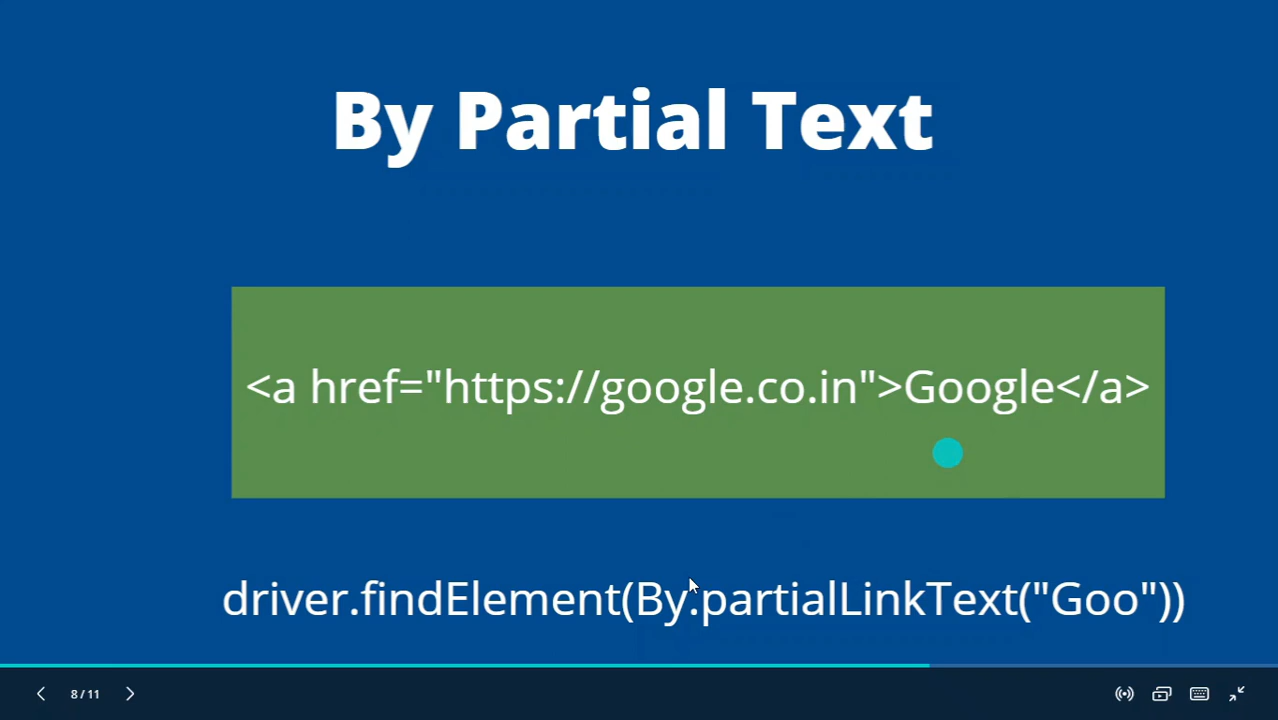 By Partial Text
<a href="https://google.co.in">Google</a>
driver.findElement(By.partialLinkText("Goo"))
8 / 11